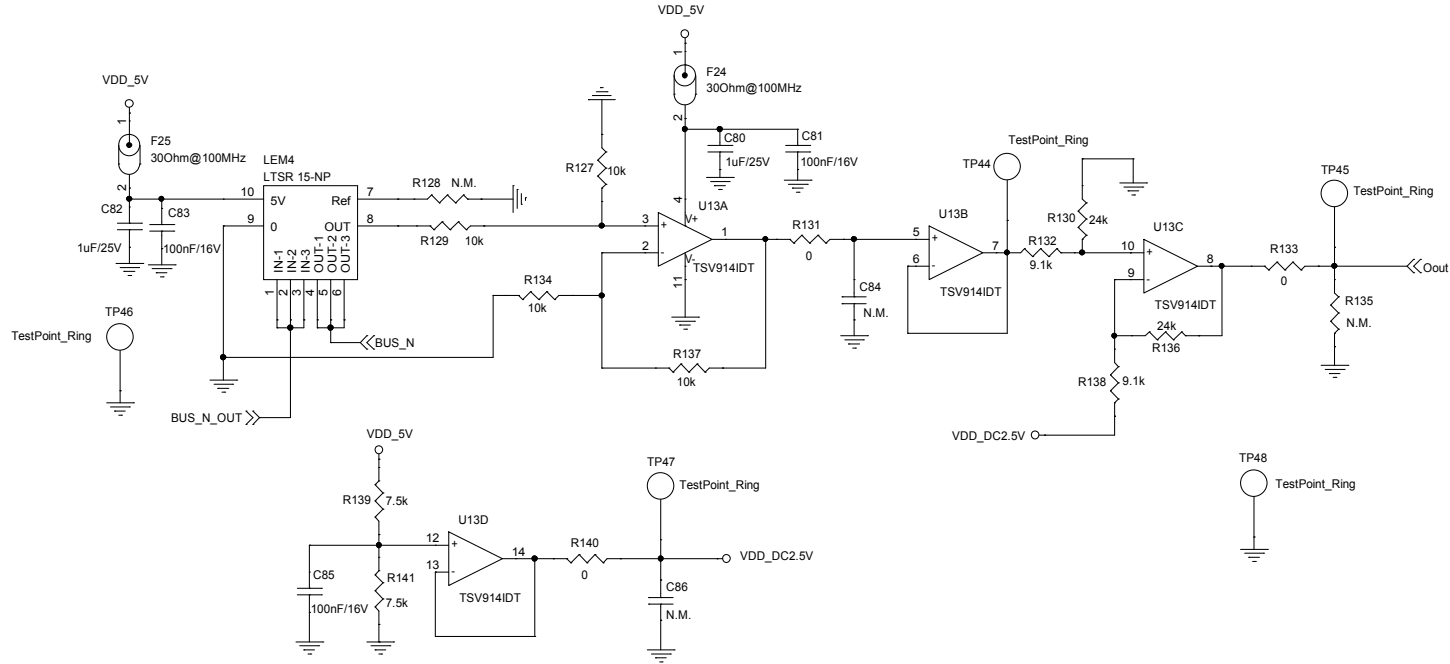 VDD_5V
1
F24
30Ohm@100MHz
2
VDD_5V
1
F25
30Ohm@100MHz
2
C80
1uF/25V
C81
100nF/16V
TestPoint_Ring
TP44
LEM4
LTSR 15-NP
10
9
5V
0
Ref
OUT
7
8
IN-1
IN-2
IN-3
OUT-1
OUT-2
OUT-3
1
2
3
4
5
6
C82
1uF/25V
C83
100nF/16V
R128
N.M.
R129
10k
R127
10k
U13A
3
+
2
-
4
V+
V-
11
1
TSV914IDT
R131
0
C84
N.M.
U13B
5
+
6
-
7
TSV914IDT
R132
9.1k
R130
24k
U13C
10
+
9
-
8
TSV914IDT
R133
0
TP45
TestPoint_Ring
Oout
R135
N.M.
24k
R136
R138
9.1k
VDD_DC2.5V
R134
10k
R137
10k
TP46
TestPoint_Ring
BUS_N
BUS_N_OUT
VDD_5V
R139
7.5k
R141
7.5k
C85
100nF/16V
U13D
12
+
13
-
14
TSV914IDT
R140
0
TP47
TestPoint_Ring
VDD_DC2.5V
C86
N.M.
TP48
TestPoint_Ring